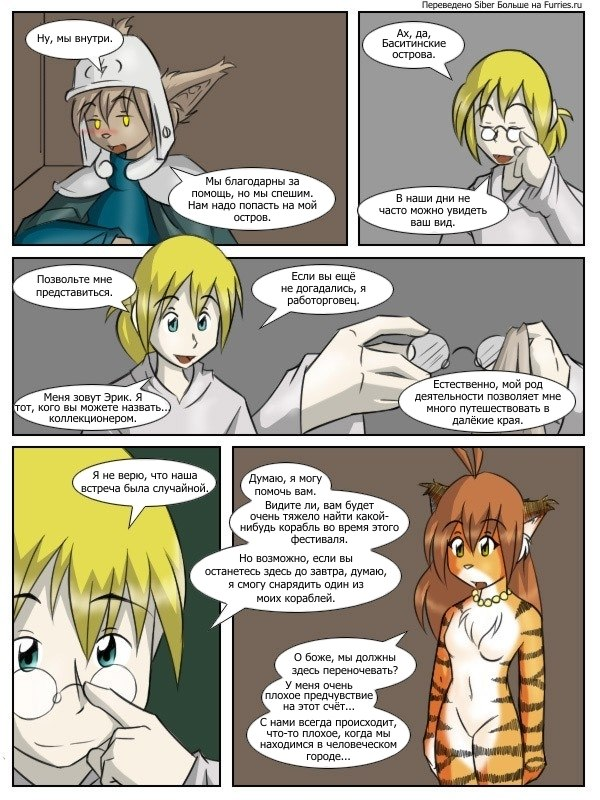 Переведено Siber Больше на Furries.ru
Ну, мы внутри.
Мы благодарны за
помощь, но мы спешим.
Нам надо попасть на мой
остров.
Ах, да,
Баситинские
острова.
В наши дни не
часто можно увидеть
ваш вид.
Позвольте мне
представиться.
Меня зовут Эрик. Я
тот, кого вы можете назвать...
коллекционером.
Если вы ещё
не догадались, я
работорговец.
Естественно, мой род
деятельности позволяет мне
много путешествовать в
далёкие края.
Я не верю, что наша
встреча была случайной.
Думаю, я могу
помочь вам.
Видите ли, вам будет
очень тяжело найти какой-
нибудь корабль во время этого
фестиваля.
Но возможно, если вы
останетесь здесь до завтра, думаю,
я смогу снарядить один из
моих кораблей.
О боже, мы должны
здесь переночевать?
У меня очень
плохое предчувствие
на этот счёт...
С нами всегда происходит,
что-то плохое, когда мы
находимся в человеческом
городе...